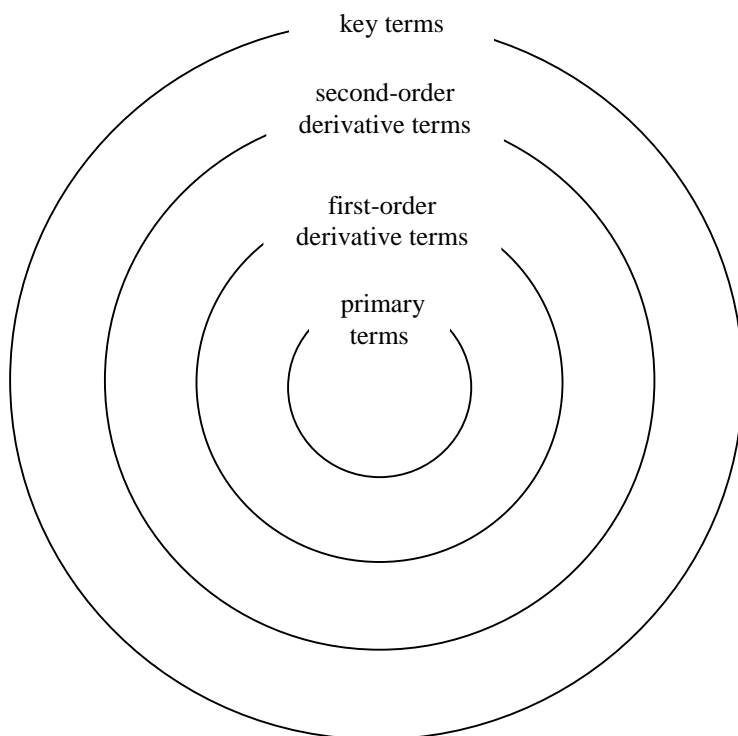 key terms
second-order
derivative terms
first-order
derivative terms
primary
terms